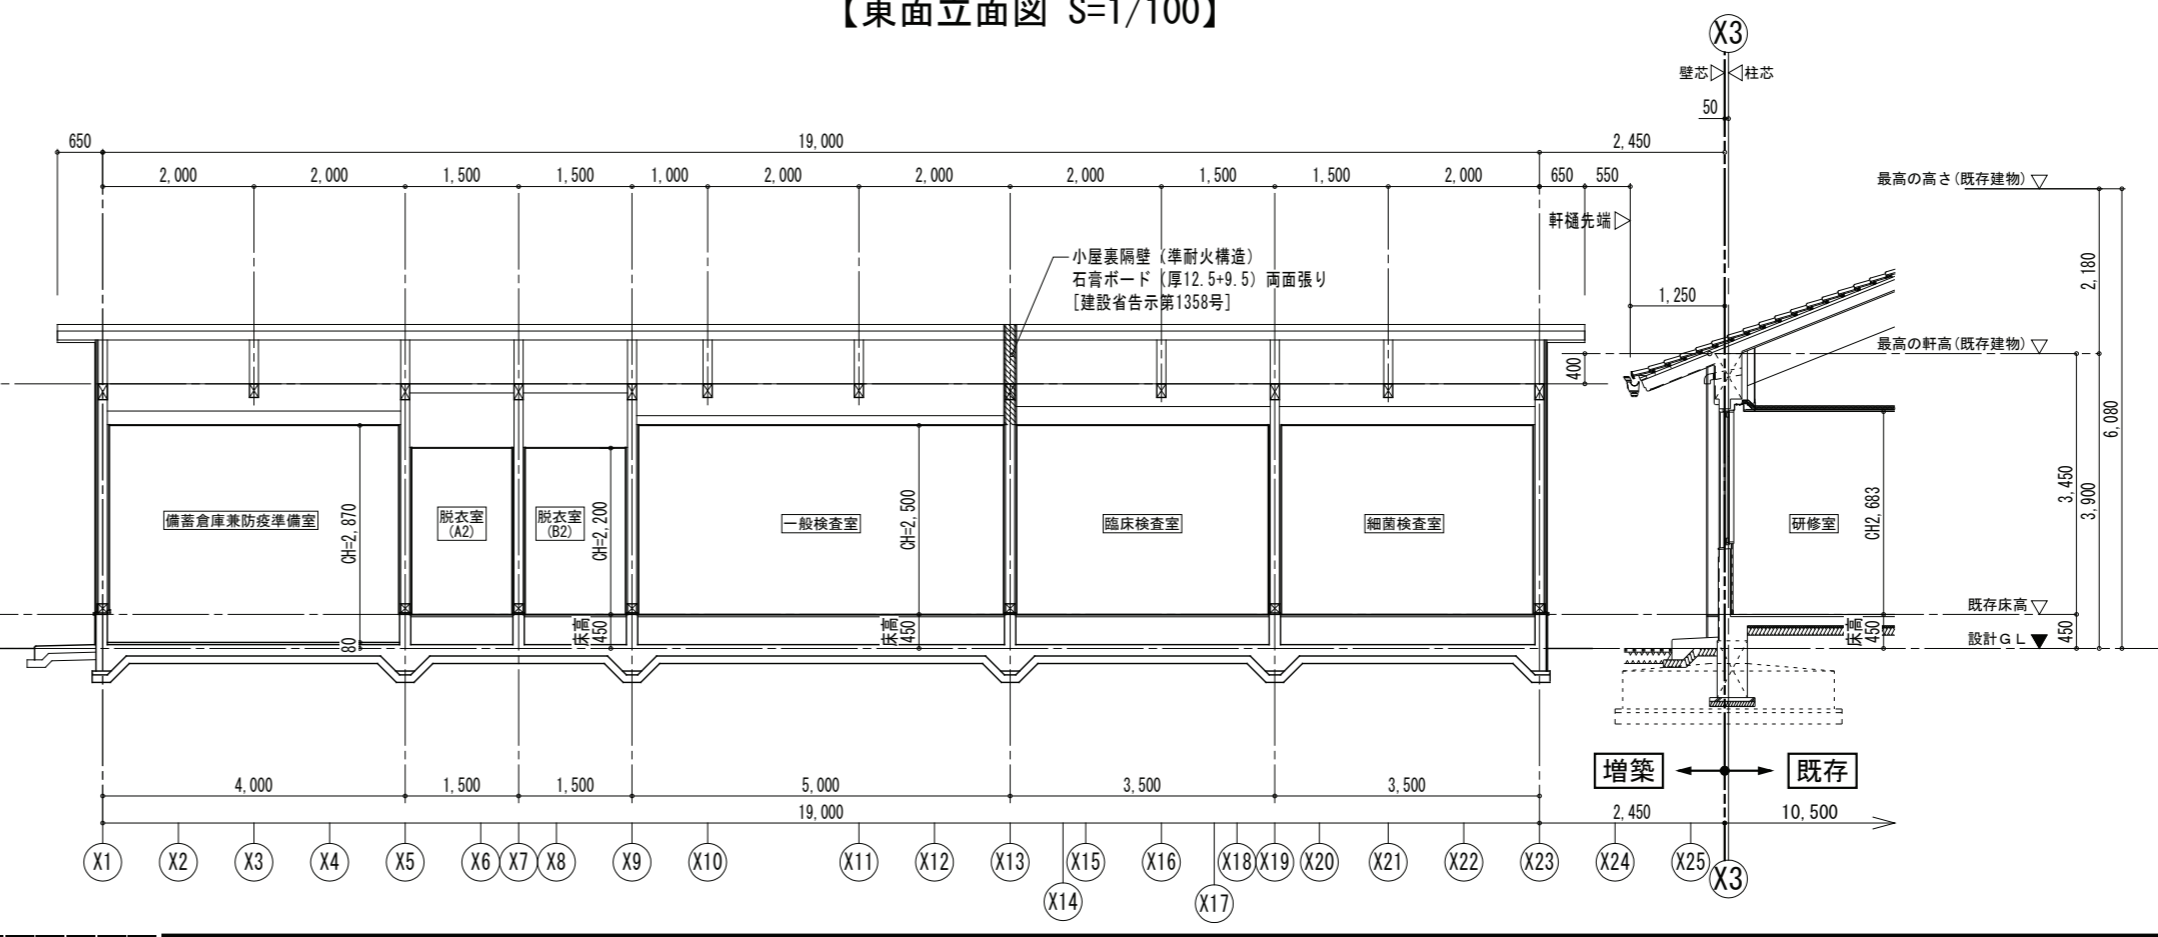 【東面立面図 S=1/100】
X3
壁芯 柱芯
50
650 19,000 2,450
2,000 2,000 1,500 1,500 1,000 2,000 2,000 2,000 1,500 1,500 2,000 650 550
最高の高さ(既存建物)
軒樋先端
小屋裏隔壁（準耐火構造）
石膏ボード（厚12.5+9.5）両面張り
[建設省告示第1358号]
2,180
1,250
最高の軒高(既存建物)
400
6,080
備蓄倉庫兼防疫準備室
CH=2,870
脱衣室
(A2)
脱衣室
(B2)
CH=2,200
一般検査室
CH=2,500
臨床検査室
細菌検査室
研修室
CH2,683
3,450
3,900
既存床高
80
床高
450
床高
450
床高
450
設計ＧＬ
450
増築 既存
4,000 1,500 1,500 5,000 3,500 3,500
19,000 2,450 10,500
X1 X2 X3 X4 X5 X6 X7 X8 X9 X10 X11 X12 X13 X15 X16 X18 X19 X20 X21 X22 X23 X24 X25
X3
X14 X17